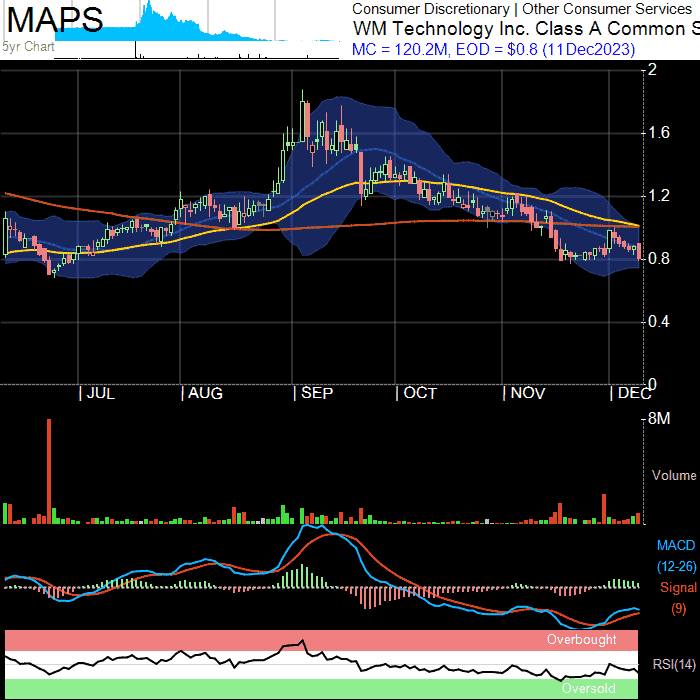 MAPS
5yr Chart
Consumer Discretionary | Other Consumer Services
WM Technology Inc. Class A Common S
MC = 120.2M, EOD = $0.8 (11Dec2023)
2
1.6
1.2
0.8
0.4
0
| JUL | AUG | SEP | OCT | NOV | DEC
8M
Volume
MACD
(12-26)
Signal
(9)
Overbought
RSI(14)
Oversold